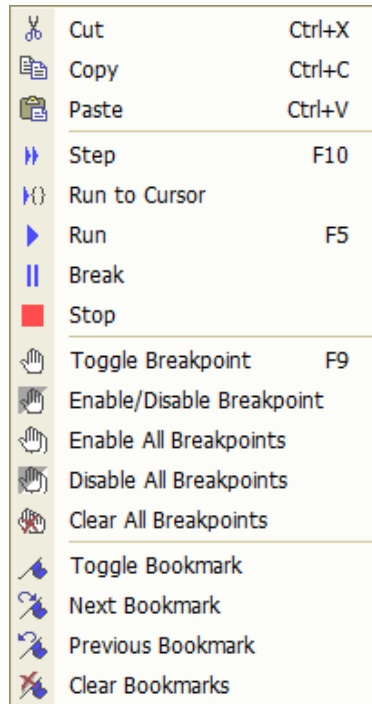 Cut Ctrl+X
Copy Ctrl+C
Paste Ctrl+V
Step F10
{} Run to Cursor
Run F5
Break
Stop
Toggle Breakpoint F9
Enable/Disable Breakpoint
Enable All Breakpoints
Disable All Breakpoints
Clear All Breakpoints
Toggle Bookmark
Next Bookmark
Previous Bookmark
Clear Bookmarks